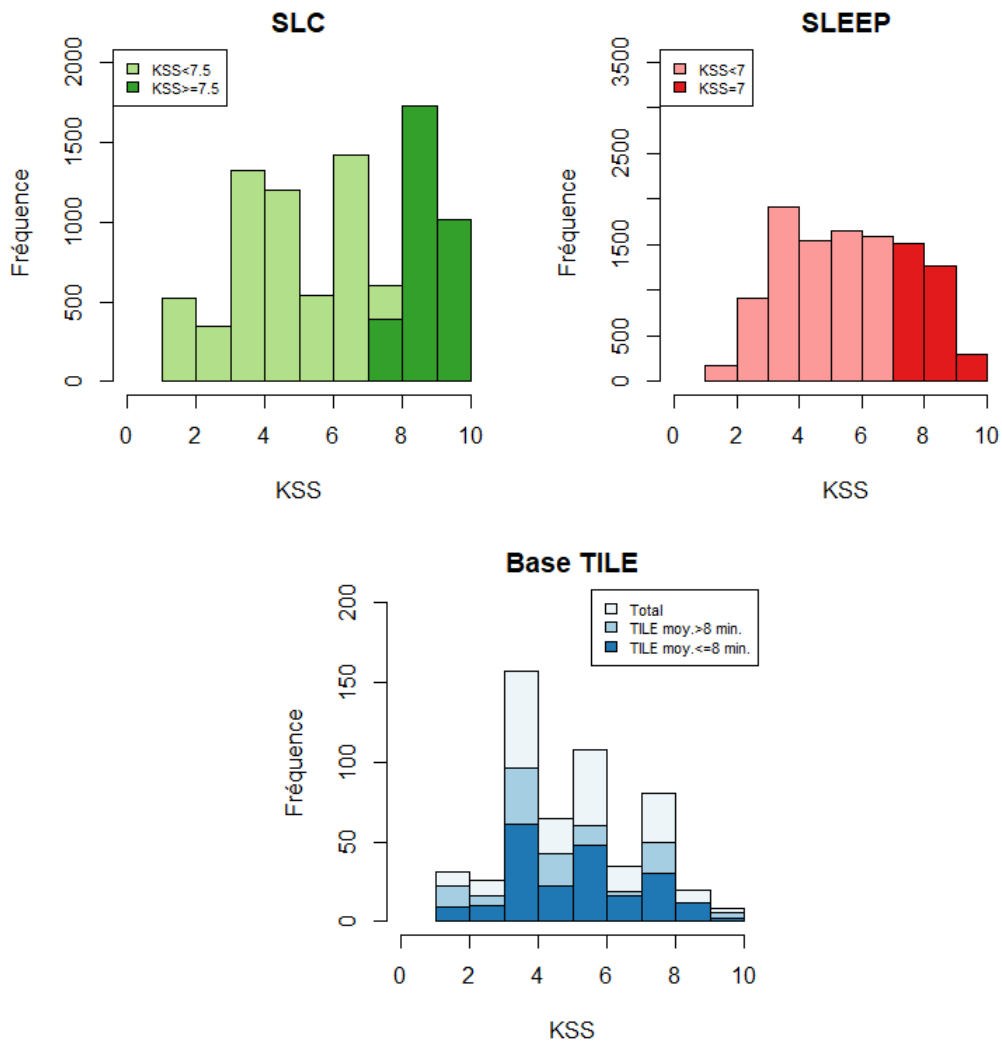 SLC
KSS<7.5
KSS>=7.5
Fréquence
0 500 1000 1500 2000
0 2 4 6 8 10
KSS
SLEEP
KSS<7
KSS=7
Fréquence
0 500 1500 2500 3500
0 2 4 6 8 10
KSS
Base TILE
Total
TILE moy.>8 min.
TILE moy.<=8 min.
Fréquence
0 50 100 150 200
0 2 4 6 8 10
KSS